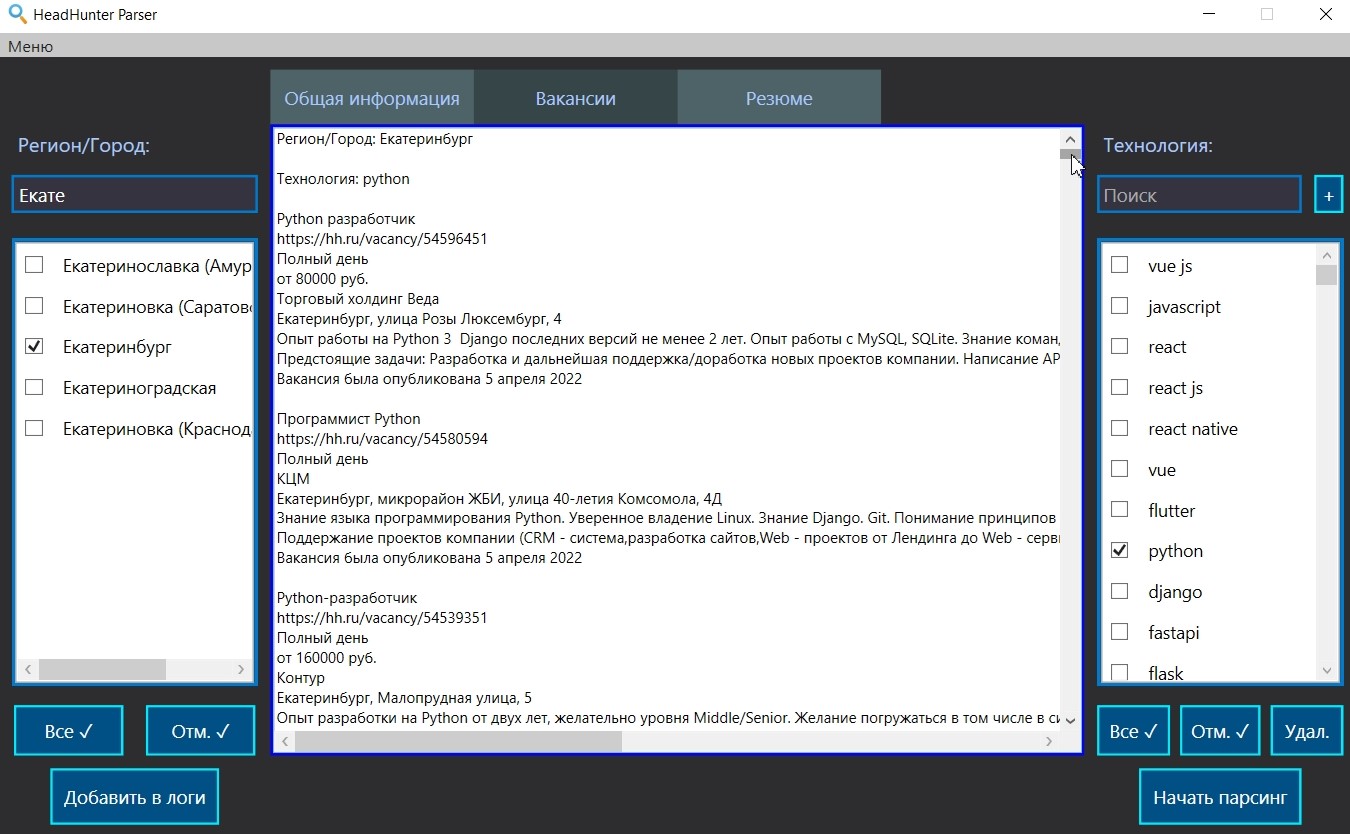 HeadHunter Parser
Меню
Общая информация
Вакансии
Резюме
Регион/Город:
Екате
Екатеринославка (Амур
Екатериновка (Саратов
Екатеринбург
Екатериноградская
Екатериновка (Краснод
Все ✓
Отм. ✓
Добавить в логи
Регион/Город: Екатеринбург
Технология: python
Python разработчик
https://hh.ru/vacancy/54596451
Полный день
от 80000 руб.
Торговый холдинг Веда
Екатеринбург, улица Розы Люксембург, 4
Опыт работы на Python 3  Django последних версий не менее 2 лет. Опыт работы с MySQL, SQLite. Знание коман
Предстоящие задачи: Разработка и дальнейшая поддержка/доработка новых проектов компании. Написание AP
Вакансия была опубликована 5 апреля 2022
Программист Python
https://hh.ru/vacancy/54580594
Полный день
КЦМ
Екатеринбург, микрорайон ЖБИ, улица 40-летия Комсомола, 4Д
Знание языка программирования Python. Уверенное владение Linux. Знание Django. Git. Понимание принципов
Поддержание проектов компании (CRM - система,разработка сайтов,Web - проектов от Лендинга до Web - серв
Вакансия была опубликована 5 апреля 2022
Python-разработчик
https://hh.ru/vacancy/54539351
Полный день
от 160000 руб.
Контур
Екатеринбург, Малопрудная улица, 5
Опыт разработки на Python от двух лет, желательно уровня Middle/Senior. Желание погружаться в том числе в си
Технология:
Поиск
+
vue js
javascript
react
react js
react native
vue
flutter
python
django
fastapi
flask
Все ✓
Отм. ✓
Удал.
Начать парсинг